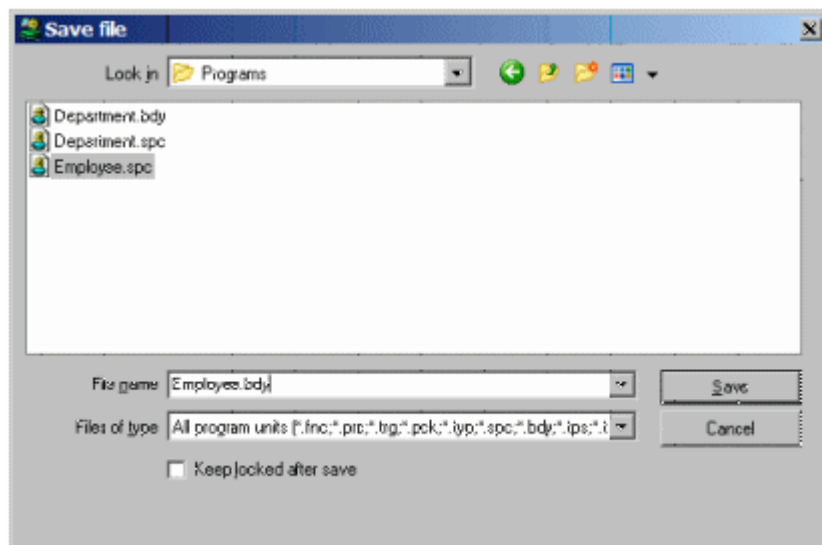 Save file
Look in Programs
Department.bdy
Department.spc
Employee.spc
File name Employee.bdy Save
Files of type All program units (*.fnc;*.prc;*.trg;*.pck;*.typ;*.spc;*.bdy;*.tps;*.t Cancel
Keep locked after save